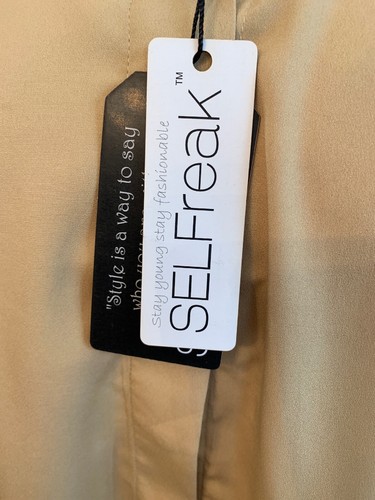 SELFreak™
stay young stay fashionable
"Style is a way to say
who you are